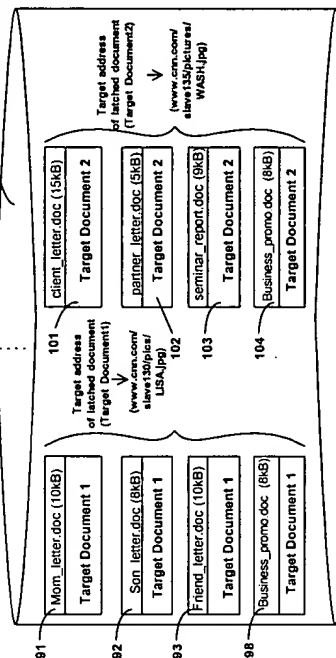 91
Mom_letter.doc (10kB)
Target Document 1
92
Son_letter.doc (8kB)
Target Document 1
93
Friend_letter.doc (10kB)
Target Document 1
98
Business_promo.doc (8kB)
Target Document 1
Target address
of latched document
(Target Document1)
(www.cnn.com/
slave130/pics/
LISA.jpg)
101
client_letter.doc (15kB)
Target Document 2
102
partner_letter.doc (5kB)
Target Document 2
103
seminar_report.doc (9kB)
Target Document 2
104
Business_promo.doc (8kB)
Target Document 2
Target address
of latched document
(Target Document2)
(www.cnn.com/
slave135/pictures/
WASH.jpg)